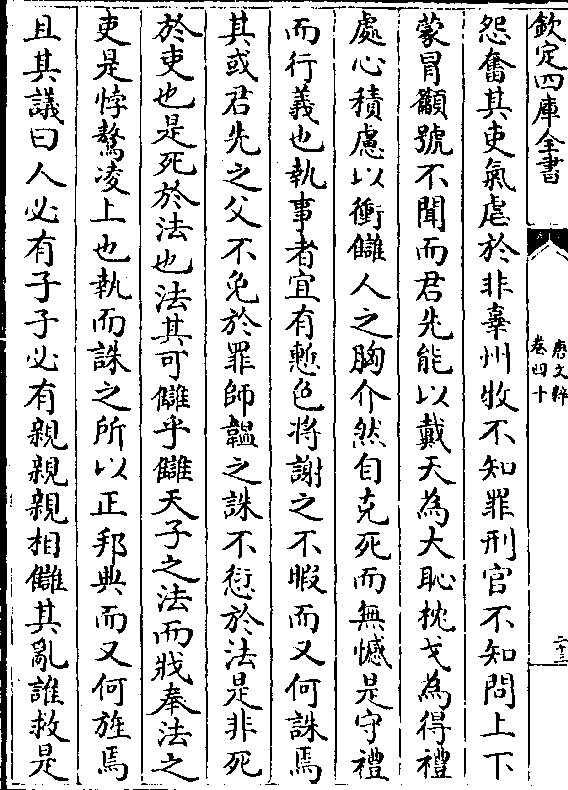 欽定四庫全書
唐文粹
卷四十
二十三
怨奮其吏氣虐於非辜州牧不知罪刑官不知問上下
蒙冒籲號不聞而君先能以戴天為大恥枕戈為得禮
處心積慮以衝讎人之胸介然自克死而無憾是守禮
而行義也執事者宜有慙色將謝之不暇而又何誅焉
其或君先之父不免於罪師韞之誅不愆於法是非死
於吏也是死於法也法其可讎乎讎天子之法而戕奉法之
吏是悖驁凌上也執而誅之所以正邦典而又何旌焉
且其議曰人必有子子必有親親親相讎其亂誰救是